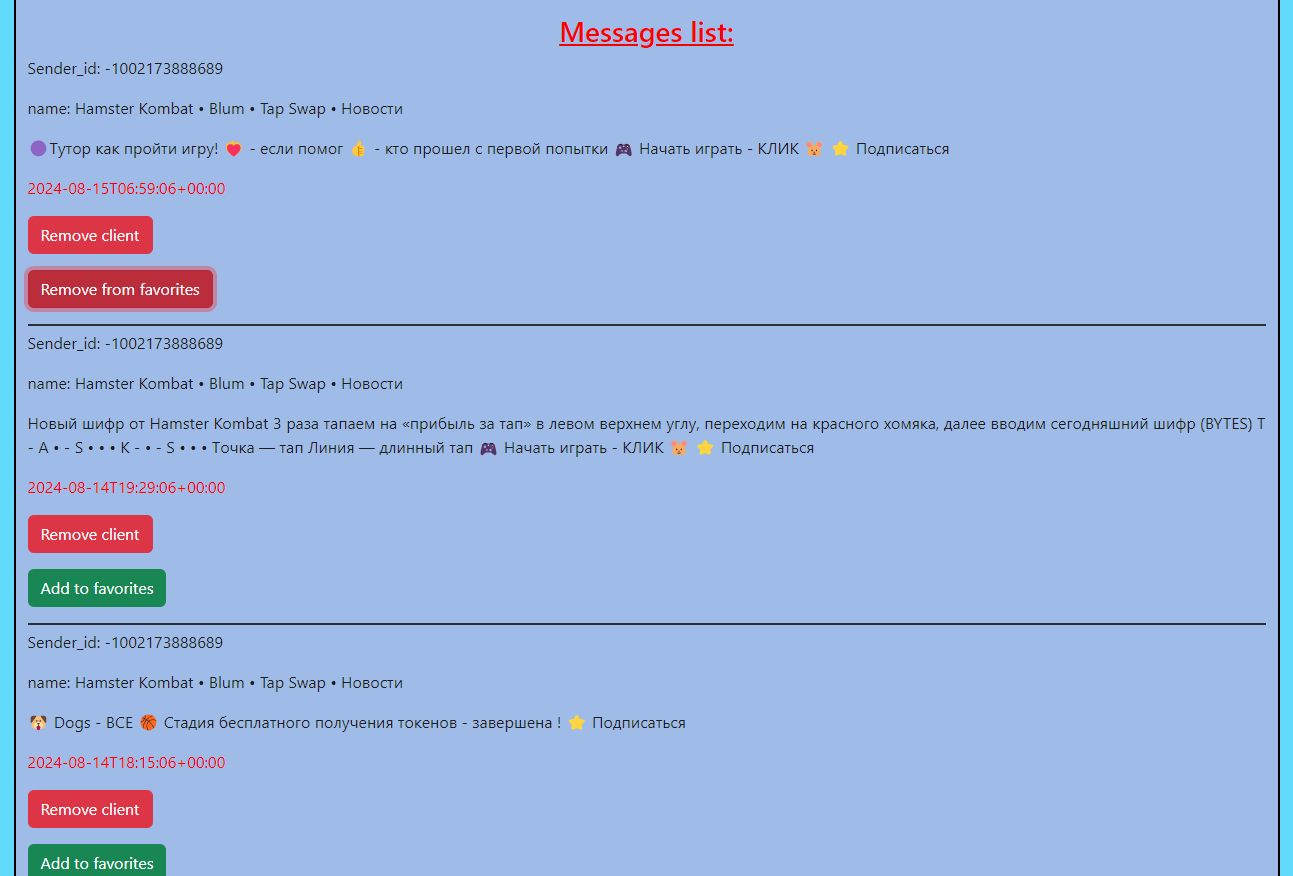 Messages list:
Sender_id: -1002173888689
name: Hamster Kombat • Blum • Tap Swap • Новости
🟣Тутор как пройти игру! ❤️ - если помог 👍 - кто прошел с первой попытки 🎮 Начать играть - КЛИК 🐹 ⭐ Подписаться
2024-08-15T06:59:06+00:00
Remove client
Remove from favorites
Sender_id: -1002173888689
name: Hamster Kombat • Blum • Tap Swap • Новости
Новый шифр от Hamster Kombat 3 раза тапаем на «прибыль за тап» в левом верхнем углу, переходим на красного хомяка, далее вводим сегодняшний шифр (BYTES) T
- A • - S • • • K - • - S • • • Точка — тап Линия — длинный тап 🎮 Начать играть - КЛИК 🐹 ⭐ Подписаться
2024-08-14T19:29:06+00:00
Remove client
Add to favorites
Sender_id: -1002173888689
name: Hamster Kombat • Blum • Tap Swap • Новости
🐶 Dogs - ВСЕ 🏀 Стадия бесплатного получения токенов - завершена ! ⭐ Подписаться
2024-08-14T18:15:06+00:00
Remove client
Add to favorites